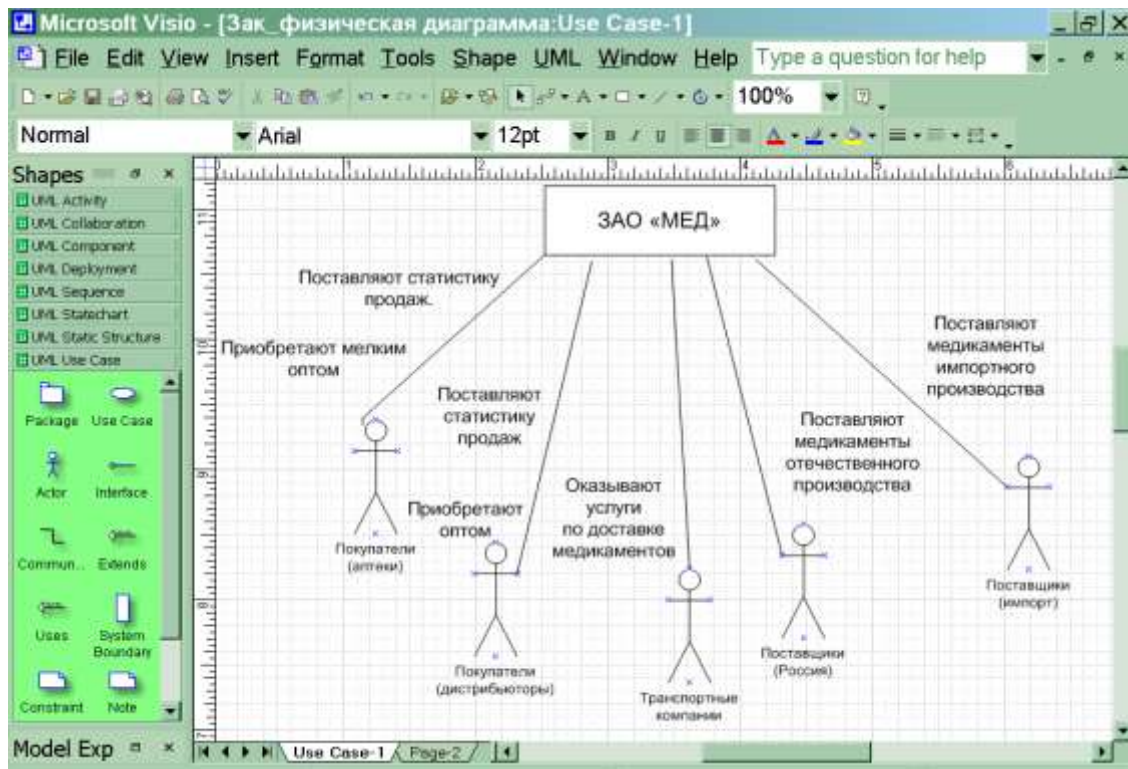 Microsoft Visio - [Зак_физическая диаграмма:Use Case-1]
File Edit View Insert Format Tools Shape UML Window Help Type a question for help
100%
Normal Arial 12pt
Shapes
UML Activity
UML Collaboration
UML Component
UML Deployment
UML Sequence
UML Statechart
UML Static Structure
UML Use Case
Package Use Case
Actor Interface
Commun... Extends
Uses System
Boundary
Constraint Note
Model Exp
ЗАО «МЕД»
Поставляют статистику
продаж.
Приобретают мелким
оптом
Покупатели
(аптеки)
Поставляют
статистику
продаж
Приобретают
оптом
Покупатели
(дистрибьюторы)
Оказывают
услуги
по доставке
медикаментов
Транспортные
компании
Поставляют
медикаменты
отечественного
производства
Поставщики
(Россия)
Поставляют
медикаменты
импортного
производства
Поставщики
(импорт)
Use Case-1 Page-2